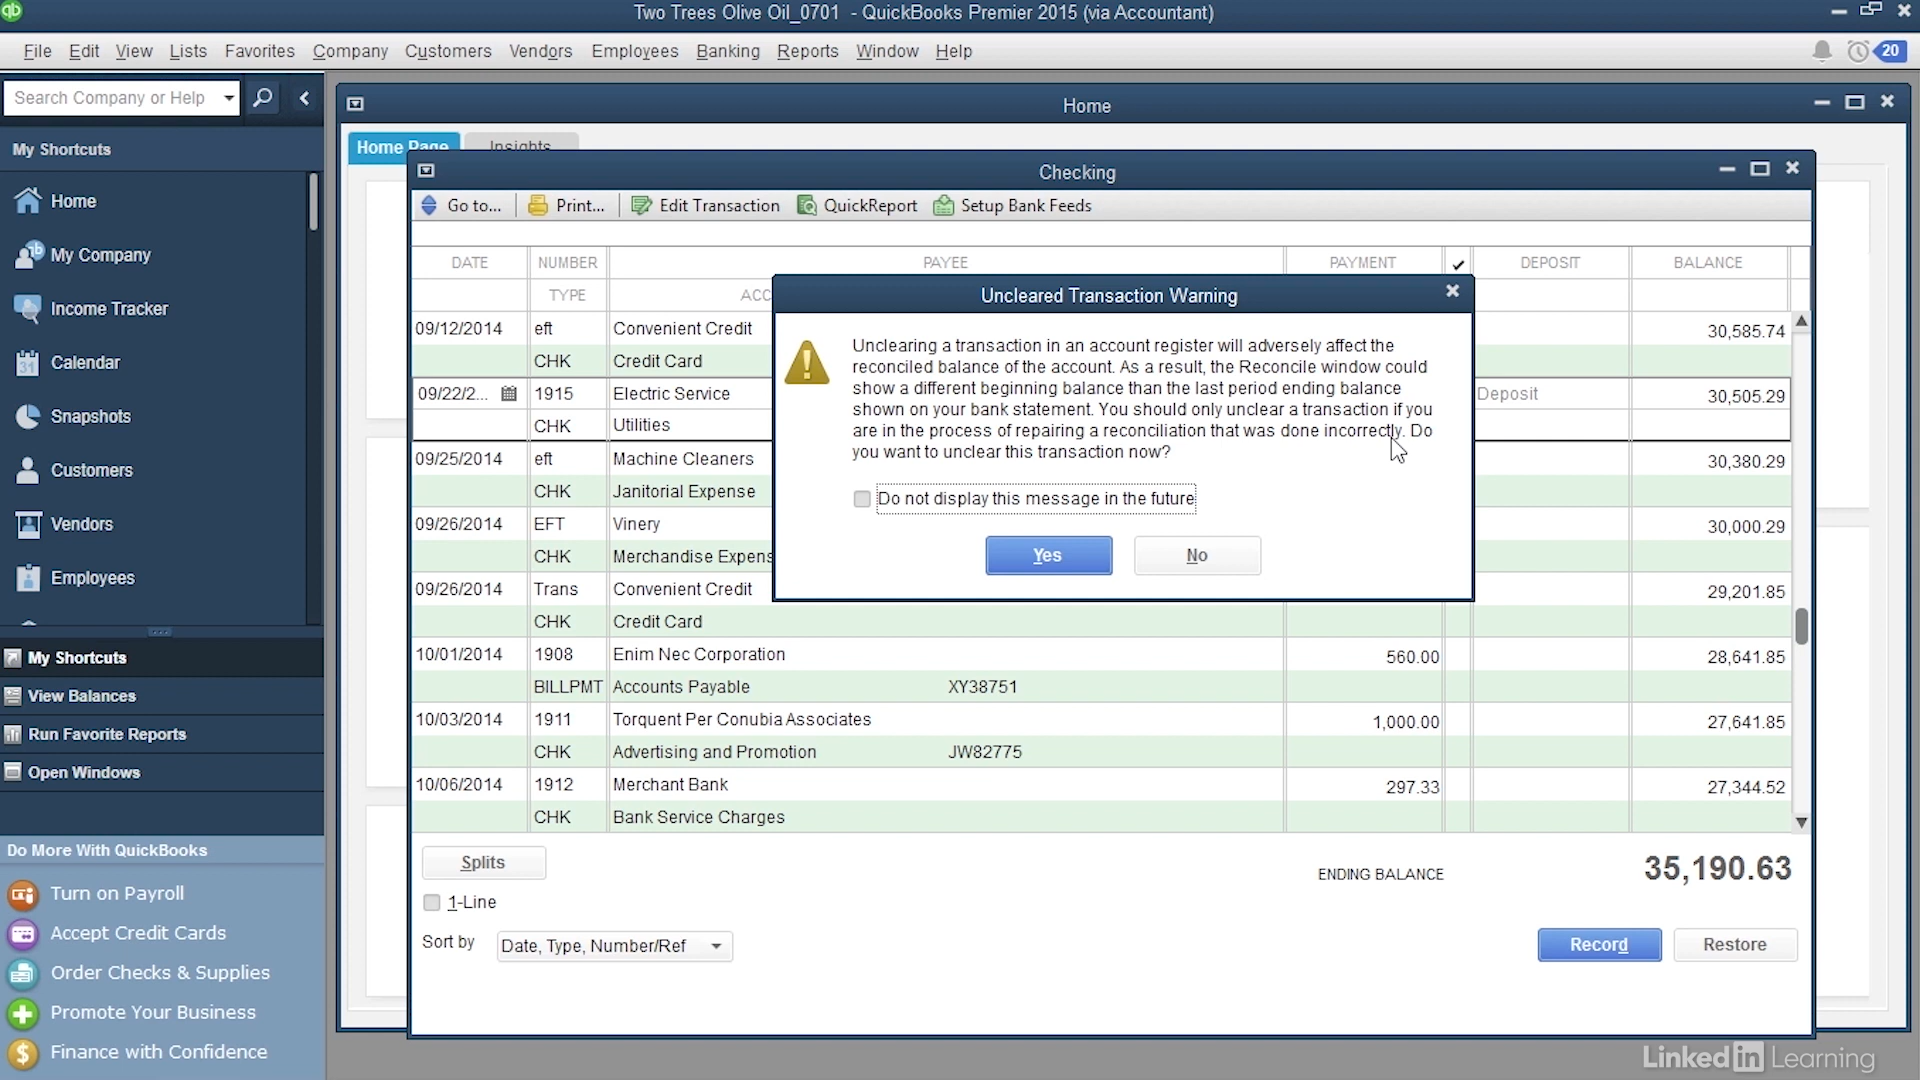 Two Trees Olive Oil_0701 - QuickBooks Premier 2015 (via Accountant)
File Edit View Lists Favorites Company Customers Vendors Employees Banking Reports Window Help
20
Search Company or Help
My Shortcuts
Home
My Company
Income Tracker
Calendar
Snapshots
Customers
Vendors
Employees
My Shortcuts
View Balances
Run Favorite Reports
Open Windows
Do More With QuickBooks
Turn on Payroll
Accept Credit Cards
Order Checks & Supplies
Promote Your Business
Finance with Confidence
Home
Home Page Insights
Checking
Go to... Print... Edit Transaction QuickReport Setup Bank Feeds
DATE NUMBER PAYEE PAYMENT ✓ DEPOSIT BALANCE
TYPE ACC
09/12/2014 eft Convenient Credit 30,585.74
CHK Credit Card
09/22/2... 1915 Electric Service Deposit 30,505.29
CHK Utilities
09/25/2014 eft Machine Cleaners 30,380.29
CHK Janitorial Expense
09/26/2014 EFT Vinery 30,000.29
CHK Merchandise Expens
09/26/2014 Trans Convenient Credit 29,201.85
CHK Credit Card
10/01/2014 1908 Enim Nec Corporation 560.00 28,641.85
BILLPMT Accounts Payable XY38751
10/03/2014 1911 Torquent Per Conubia Associates 1,000.00 27,641.85
CHK Advertising and Promotion JW82775
10/06/2014 1912 Merchant Bank 297.33 27,344.52
CHK Bank Service Charges
Uncleared Transaction Warning
Unclearing a transaction in an account register will adversely affect the
reconciled balance of the account. As a result, the Reconcile window could
show a different beginning balance than the last period ending balance
shown on your bank statement. You should only unclear a transaction if you
are in the process of repairing a reconciliation that was done incorrectly. Do
you want to unclear this transaction now?
Do not display this message in the future
Yes No
Splits
ENDING BALANCE 35,190.63
1-Line
Sort by Date, Type, Number/Ref
Record Restore
Linked in Learning